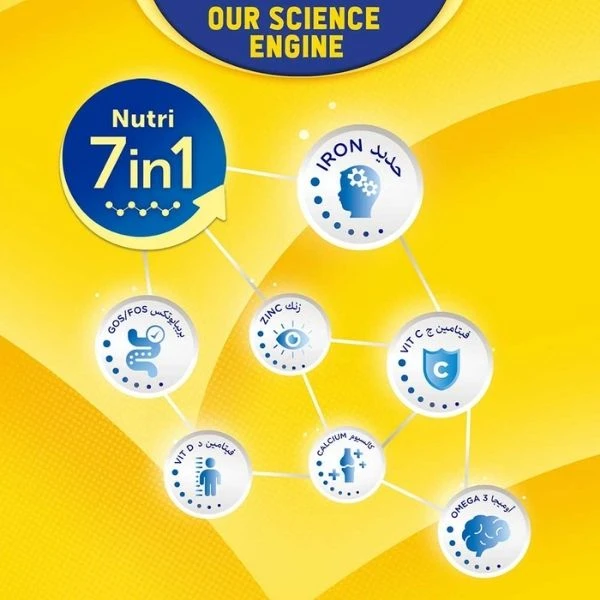 OUR SCIENCE
ENGINE
Nutri
7in1
IRON حديد
GOS/FOS بريبايوتكس
ZINC زنك
VIT C فيتامين ج
C
VIT D فيتامين د
CALCIUM كالسيوم
OMEGA 3 أوميجا